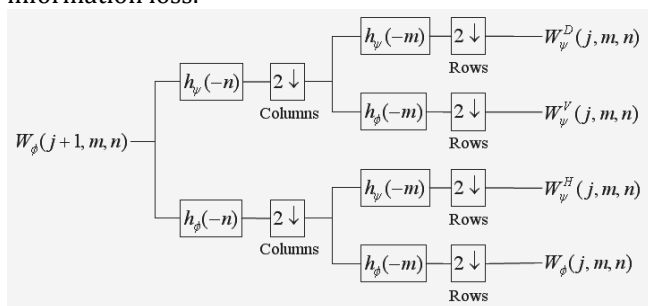 information loss.
h_ψ(−m) 2↓ W_ψ^D(j,m,n)
Rows
h_ψ(−n) 2↓
Columns
h_ϕ(−m) 2↓ W_ψ^V(j,m,n)
Rows
W_ϕ(j+1,m,n)
h_ψ(−m) 2↓ W_ψ^H(j,m,n)
Rows
h_ϕ(−n) 2↓
Columns
h_ϕ(−m) 2↓ W_ϕ(j,m,n)
Rows